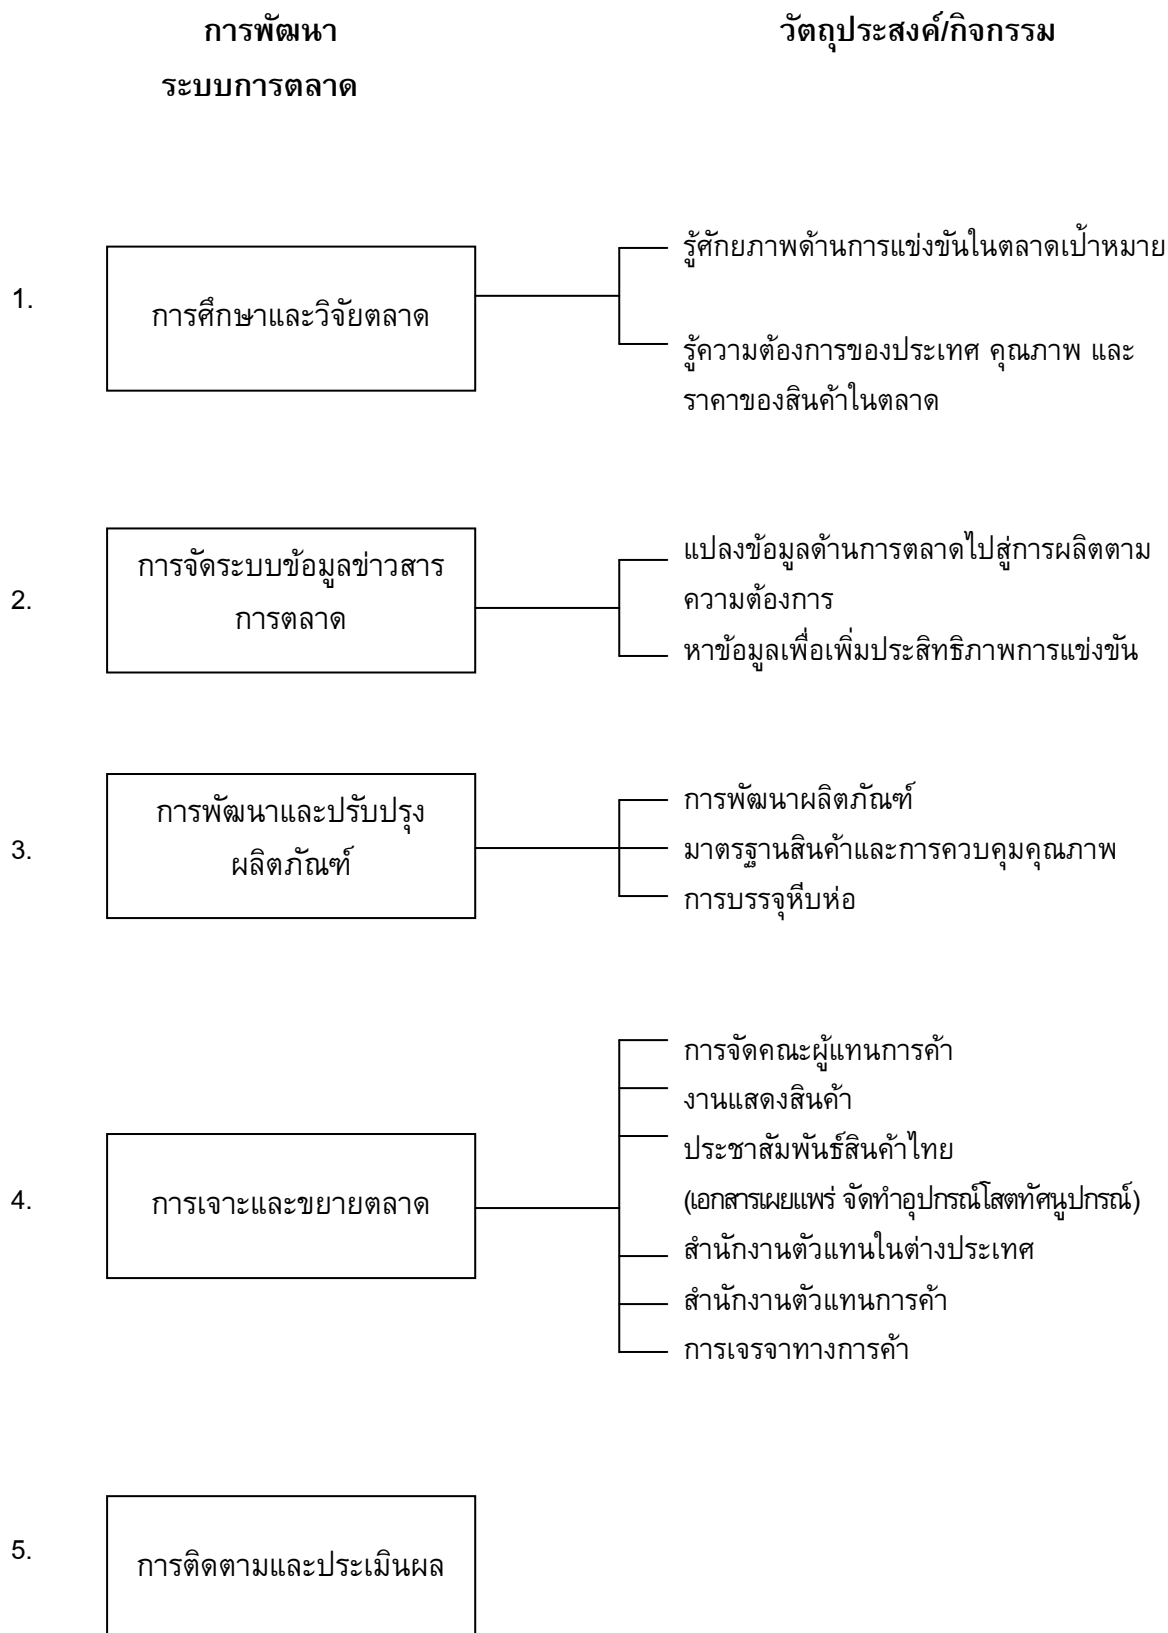 การพัฒนา
ระบบการตลาด
วัตถุประสงค์/กิจกรรม
1.
การศึกษาและวิจัยตลาด
รู้ศักยภาพด้านการแข่งขันในตลาดเป้าหมาย
รู้ความต้องการของประเทศ คุณภาพ และ
ราคาของสินค้าในตลาด
2.
การจัดระบบข้อมูลข่าวสาร
การตลาด
แปลงข้อมูลด้านการตลาดไปสู่การผลิตตาม
ความต้องการ
หาข้อมูลเพื่อเพิ่มประสิทธิภาพการแข่งขัน
3.
การพัฒนาและปรับปรุง
ผลิตภัณฑ์
การพัฒนาผลิตภัณฑ์
มาตรฐานสินค้าและการควบคุมคุณภาพ
การบรรจุหีบห่อ
4.
การเจาะและขยายตลาด
การจัดคณะผู้แทนการค้า
งานแสดงสินค้า
ประชาสัมพันธ์สินค้าไทย
(เอกสารเผยแพร่ จัดทำอุปกรณ์โสตทัศนูปกรณ์)
สำนักงานตัวแทนในต่างประเทศ
สำนักงานตัวแทนการค้า
การเจรจาทางการค้า
5.
การติดตามและประเมินผล